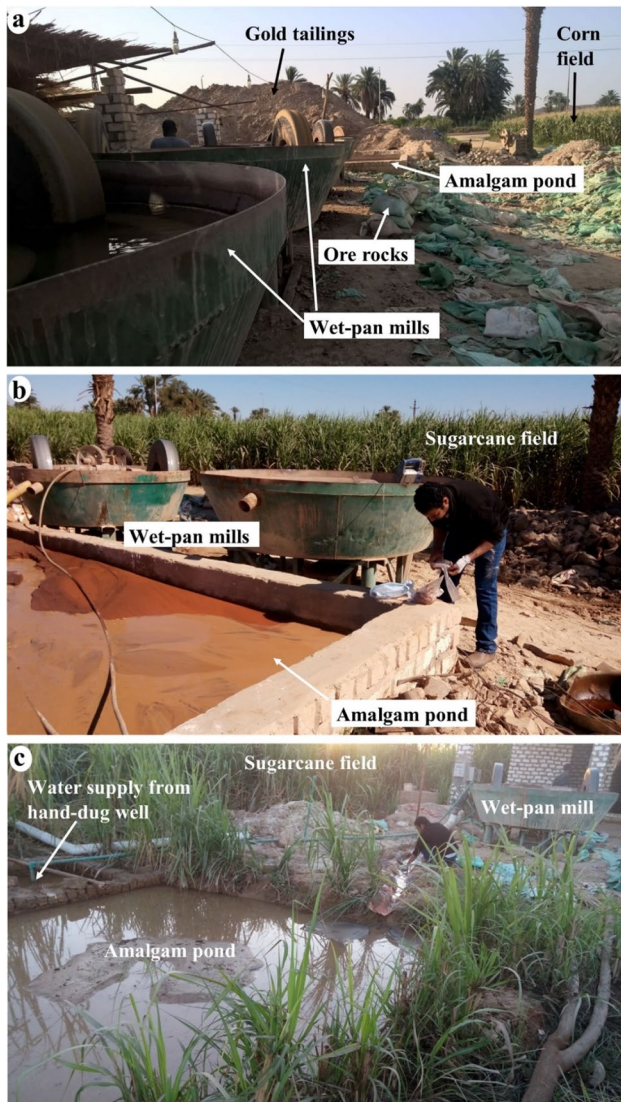 a
Gold tailings
Corn
field
Amalgam pond
Ore rocks
Wet-pan mills
b
Sugarcane field
Wet-pan mills
Amalgam pond
c
Sugarcane field
Water supply from
hand-dug well
Wet-pan mill
Amalgam pond